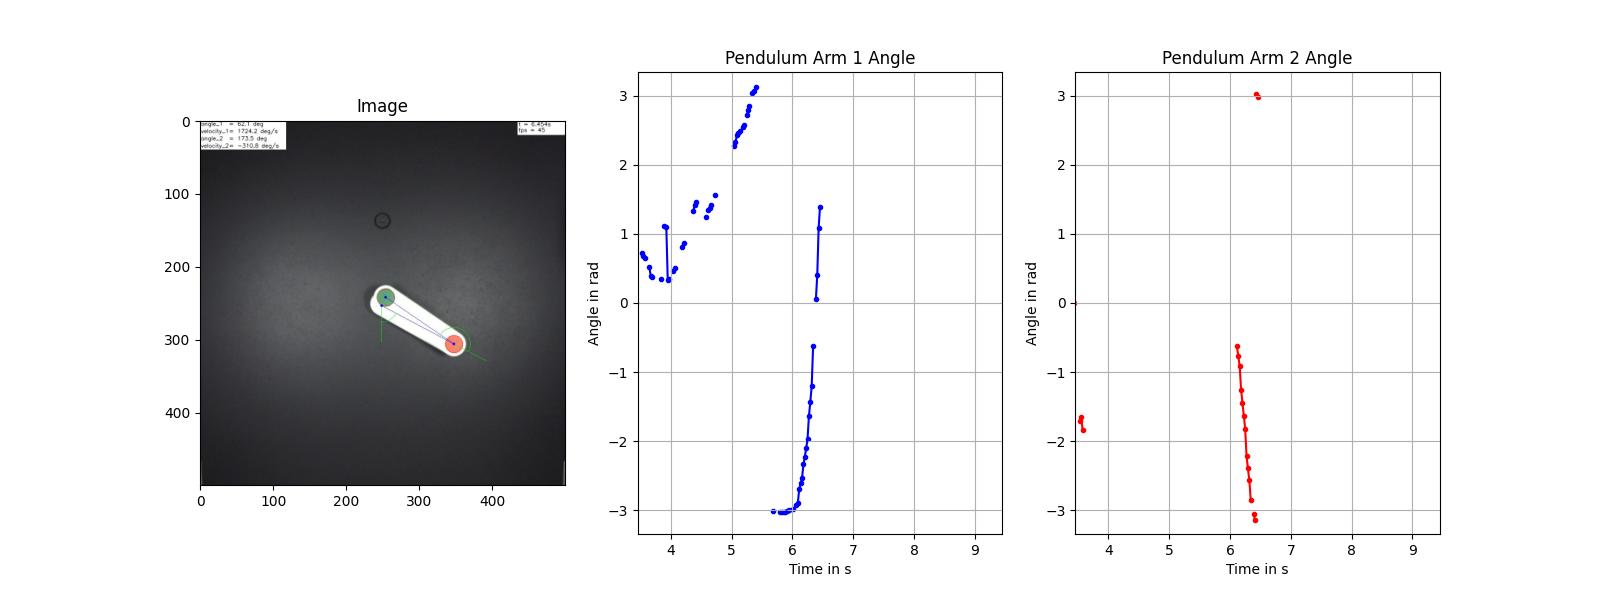 Image
angle_1 = 62.1 deg
velocity_1= 1724.2 deg/s
angle_2 = 173.5 deg
velocity_2= -310.8 deg/s
t = 6.454s
fps = 45
0
100
200
300
400
0 100 200 300 400
Pendulum Arm 1 Angle
Angle in rad
3
2
1
0
−1
−2
−3
4 5 6 7 8 9
Time in s
Pendulum Arm 2 Angle
Angle in rad
3
2
1
0
−1
−2
−3
4 5 6 7 8 9
Time in s